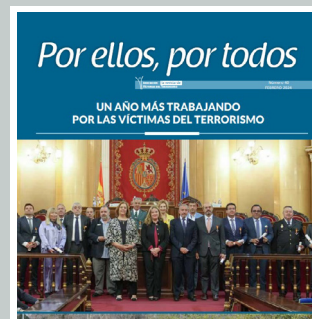 Por ellos, por todos
UN AÑO MÁS TRABAJANDO
POR LAS VÍCTIMAS DEL TERRORISMO